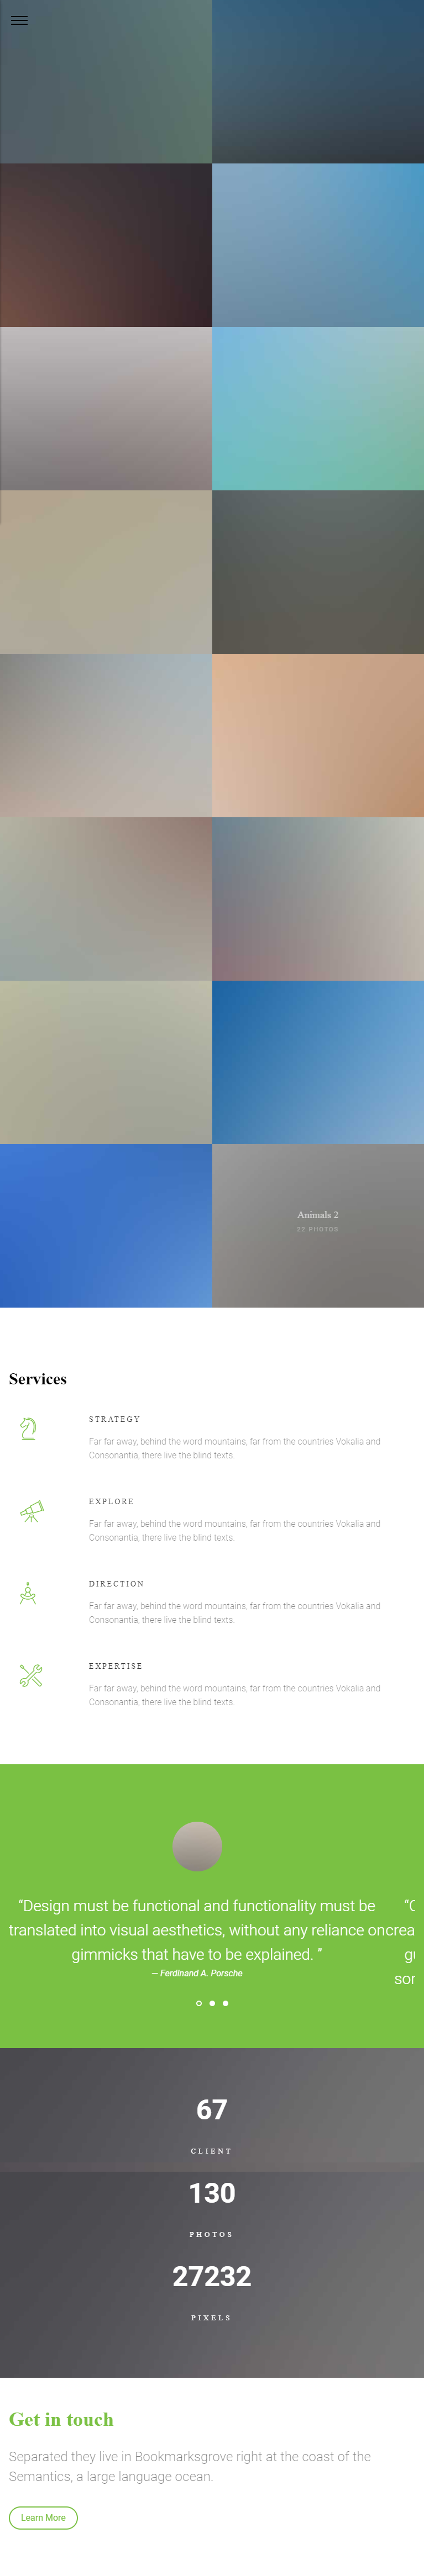 Animals 2
22 PHOTOS
Services
STRATEGY
Far far away, behind the word mountains, far from the countries Vokalia and
Consonantia, there live the blind texts.
EXPLORE
Far far away, behind the word mountains, far from the countries Vokalia and
Consonantia, there live the blind texts.
DIRECTION
Far far away, behind the word mountains, far from the countries Vokalia and
Consonantia, there live the blind texts.
EXPERTISE
Far far away, behind the word mountains, far from the countries Vokalia and
Consonantia, there live the blind texts.
“Design must be functional and functionality must be
translated into visual aesthetics, without any reliance on
gimmicks that have to be explained. ”
— Ferdinand A. Porsche
67
CLIENT
130
PHOTOS
27232
PIXELS
Get in touch
Separated they live in Bookmarksgrove right at the coast of the
Semantics, a large language ocean.
Learn More